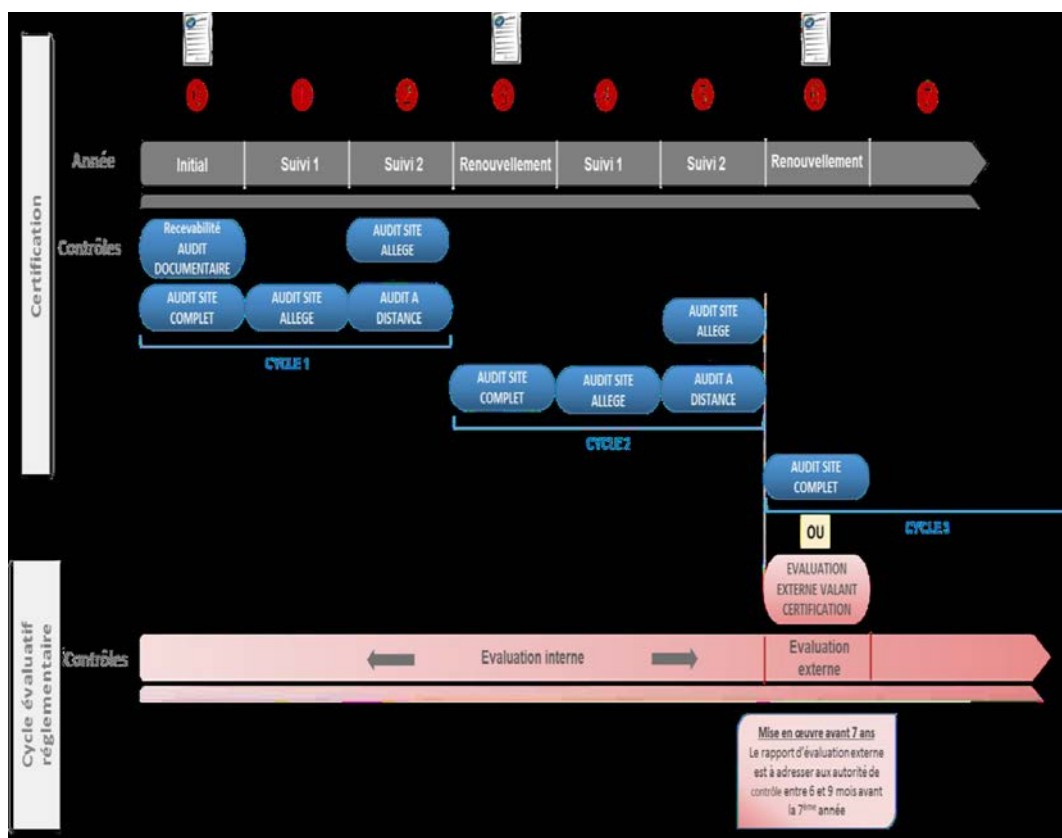 Certification
Année
Initial
Suivi 1
Suivi 2
Renouvellement
Suivi 1
Suivi 2
Renouvellement
Contrôles
Recevabilité
AUDIT
DOCUMENTAIRE
AUDIT SITE
ALLEGE
AUDIT SITE
COMPLET
AUDIT SITE
ALLEGE
AUDIT A
DISTANCE
CYCLE 1
AUDIT SITE
ALLEGE
AUDIT SITE
COMPLET
AUDIT SITE
ALLEGE
AUDIT A
DISTANCE
CYCLE 2
AUDIT SITE
COMPLET
CYCLE 3
OU
EVALUATION
EXTERNE VALANT
CERTIFICATION
Cycle évaluatif
réglementaire
Contrôles
Evaluation interne
Evaluation
externe
Mise en œuvre avant 7 ans
Le rapport d'évaluation externe
est à adresser aux autorité de
contrôle entre 6 et 9 mois avant
la 7ème année